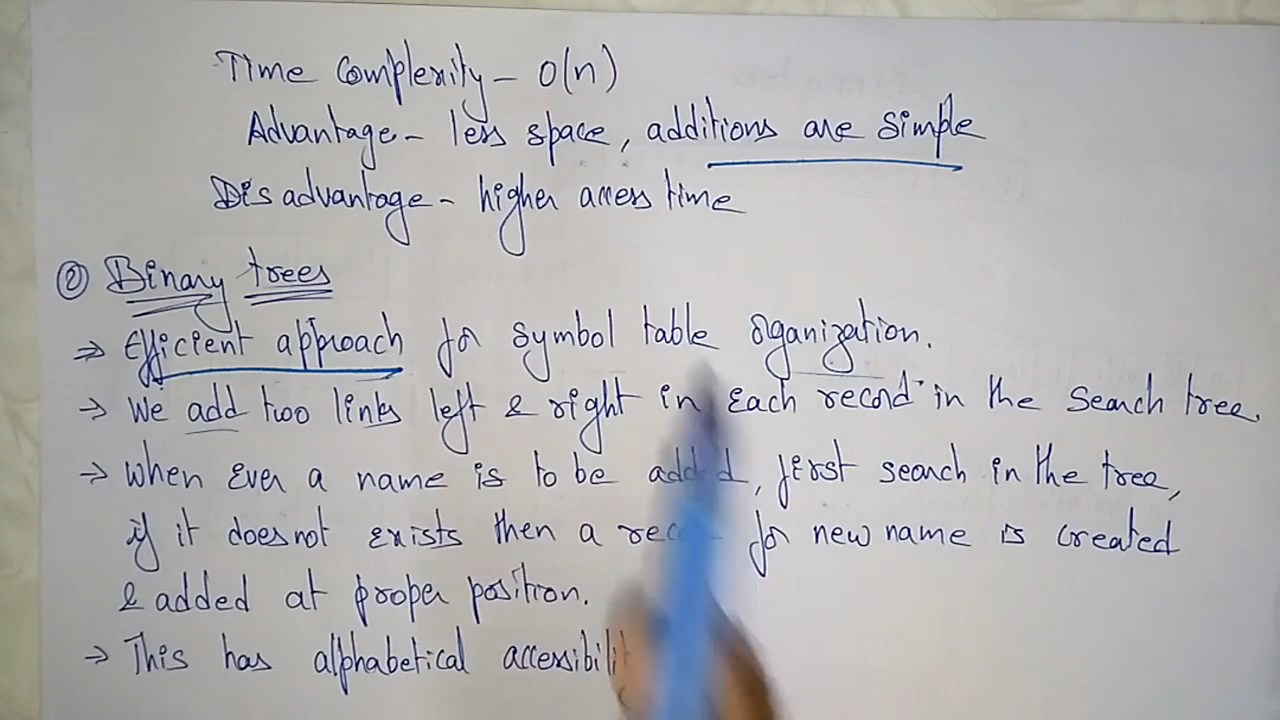 Time Complexity - O(n)
Advantage - less space, additions are simple
Disadvantage - higher access time
② Binary trees
⇒ Efficient approach for symbol table organization.
→ We add two links left & right in each record in the search tree.
→ when ever a name is to be added, first search in the tree,
if it does not exists then a for new name is created
& added at proper position.
→ This has alphabetical